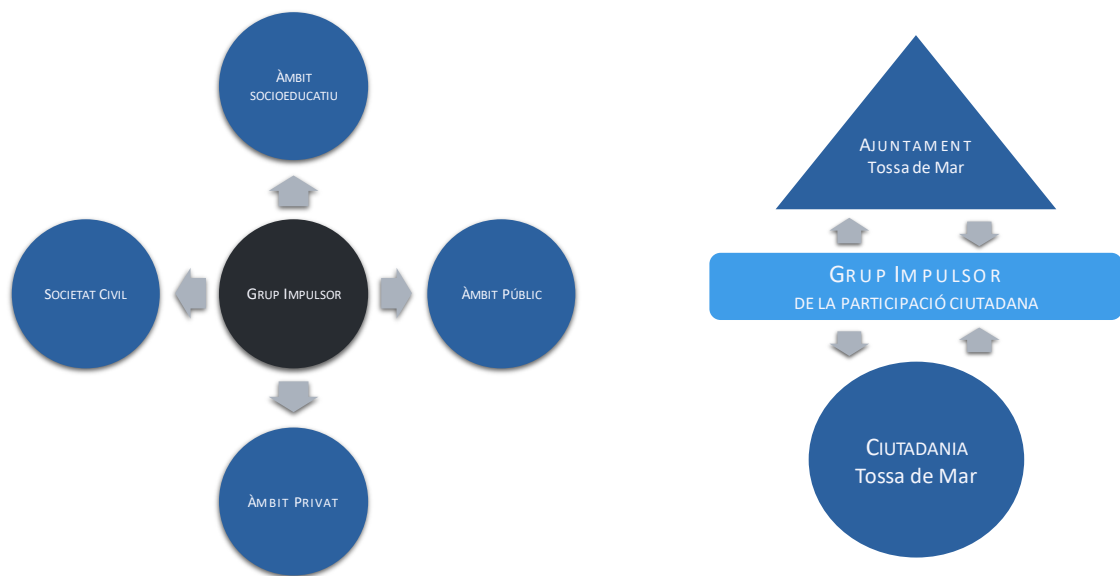 Àmbit
socioeducatiu
Societat Civil
Grup Impulsor
Àmbit Públic
Àmbit Privat
Ajuntament
Tossa de Mar
Grup Impulsor
de la participació ciutadana
Ciutadania
Tossa de Mar